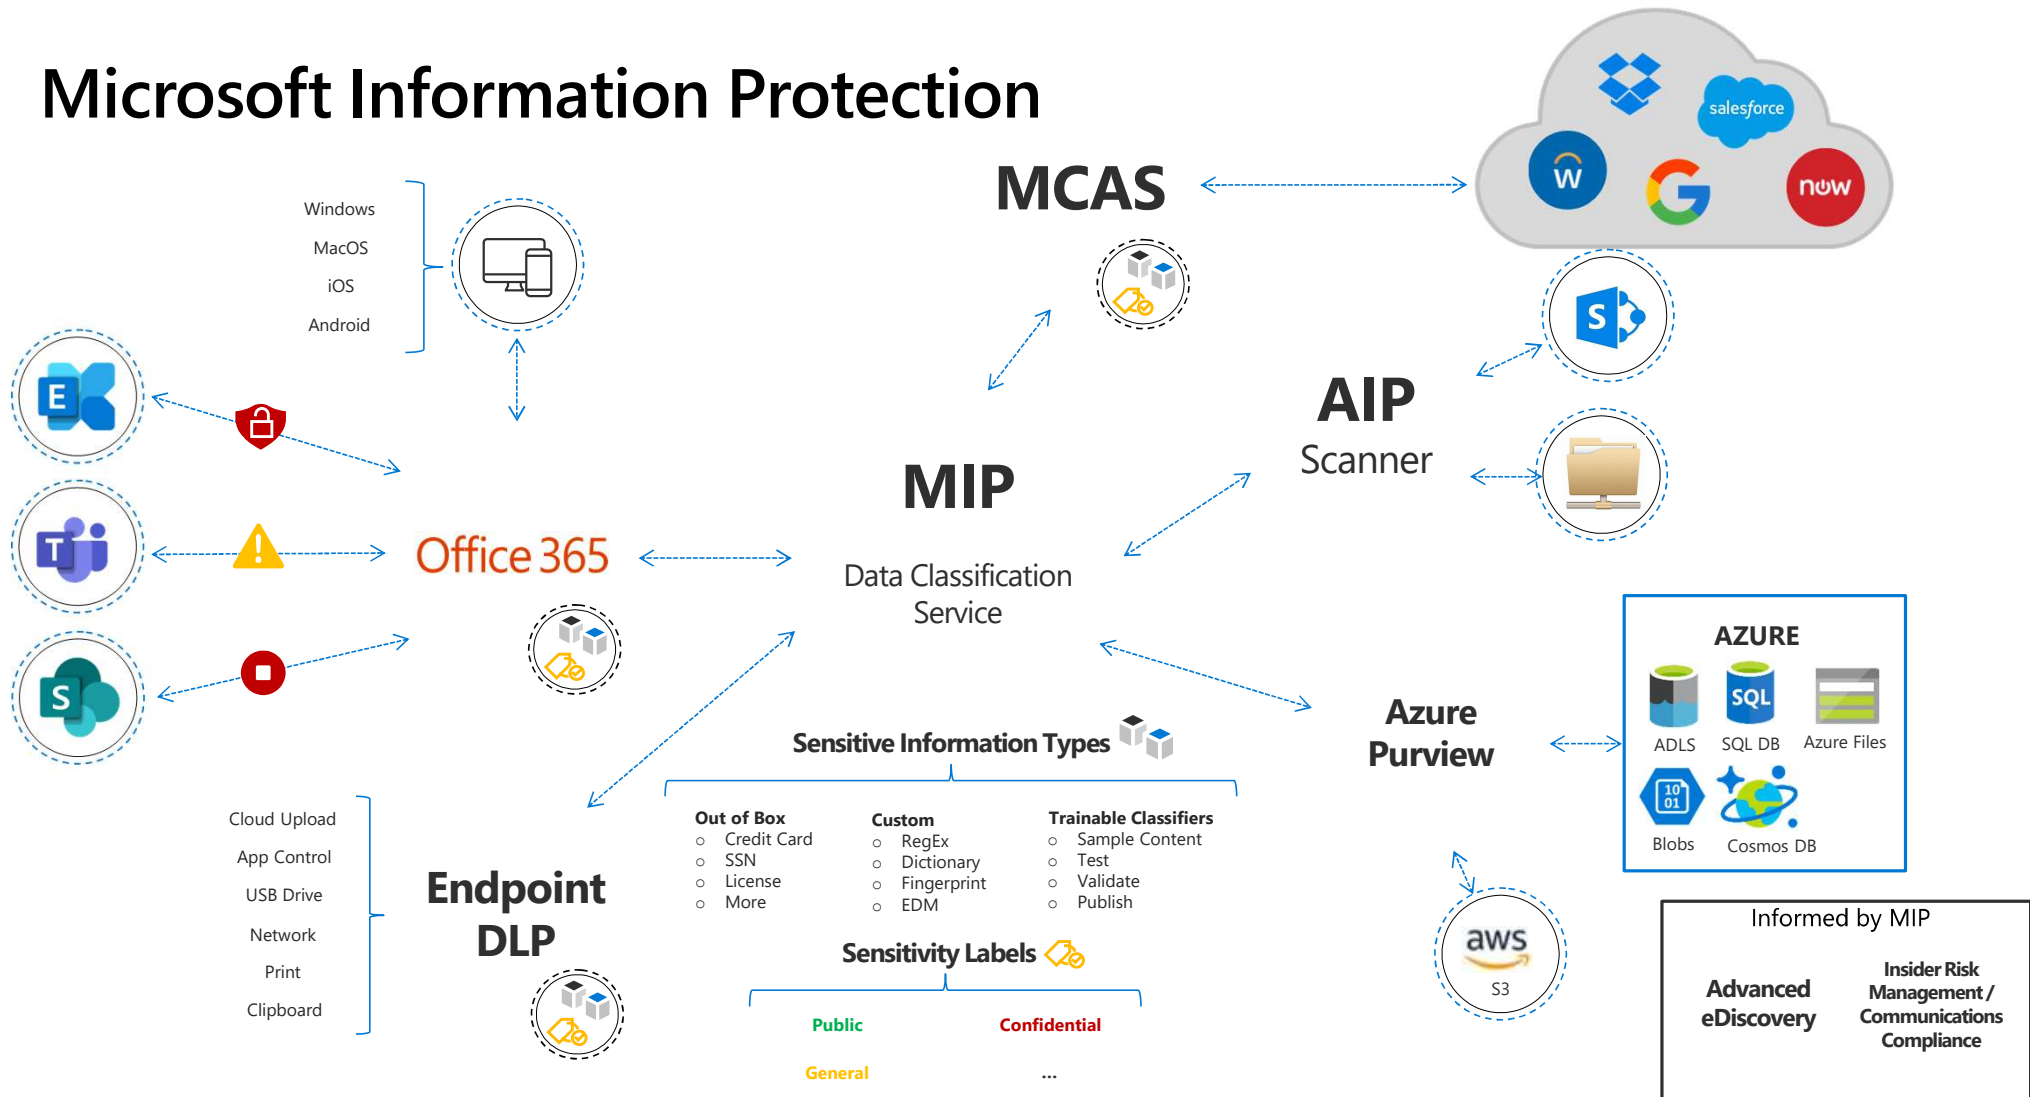 Microsoft Information Protection
salesforce
W
G
now
MCAS
Windows
MacOS
iOS
Android
E
S
AIP
Scanner
MIP
T
Office 365
Data Classification
Service
S
AZURE
SQL
ADLS
SQL DB
Azure Files
10
01
Blobs
Cosmos DB
Azure
Purview
Sensitive Information Types
Out of Box
○ Credit Card
○ SSN
○ License
○ More
Custom
○ RegEx
○ Dictionary
○ Fingerprint
○ EDM
Trainable Classifiers
○ Sample Content
○ Test
○ Validate
○ Publish
Cloud Upload
App Control
USB Drive
Network
Print
Clipboard
Endpoint
DLP
Sensitivity Labels
Public
Confidential
General
...
aws
S3
Informed by MIP
Advanced
eDiscovery
Insider Risk
Management /
Communications
Compliance